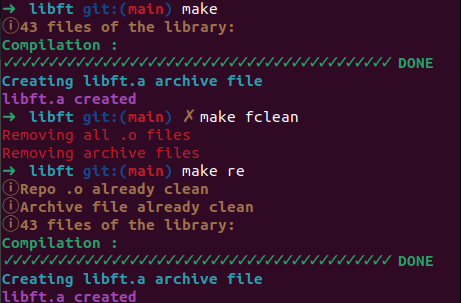 ➜ libft git:(main) make
ⓘ43 files of the library:
Compilation :
✓✓✓✓✓✓✓✓✓✓✓✓✓✓✓✓✓✓✓✓✓✓✓✓✓✓✓✓✓✓✓✓✓✓✓✓✓✓✓✓✓✓✓ DONE
Creating libft.a archive file
libft.a created
➜ libft git:(main) ✗ make fclean
Removing all .o files
Removing archive files
➜ libft git:(main) make re
ⓘRepo .o already clean
ⓘArchive file already clean
ⓘ43 files of the library:
Compilation :
✓✓✓✓✓✓✓✓✓✓✓✓✓✓✓✓✓✓✓✓✓✓✓✓✓✓✓✓✓✓✓✓✓✓✓✓✓✓✓✓✓✓✓ DONE
Creating libft.a archive file
libft.a created